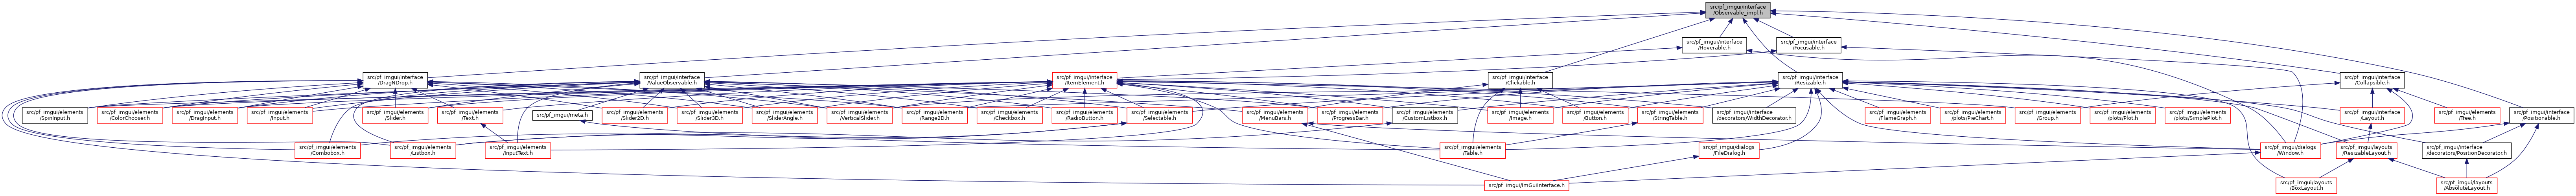 src/pf_imgui/interface
/Observable_impl.h
src/pf_imgui/interface
/Hoverable.h
src/pf_imgui/interface
/Focusable.h
src/pf_imgui/interface
/DragNDrop.h
src/pf_imgui/interface
/ValueObservable.h
src/pf_imgui/interface
/ItemElement.h
src/pf_imgui/interface
/Clickable.h
src/pf_imgui/interface
/Resizable.h
src/pf_imgui/interface
/Collapsible.h
src/pf_imgui/elements
/SpinInput.h
src/pf_imgui/elements
/ColorChooser.h
src/pf_imgui/elements
/DragInput.h
src/pf_imgui/elements
/Input.h
src/pf_imgui/elements
/Slider.h
src/pf_imgui/elements
/Text.h
src/pf_imgui/meta.h
src/pf_imgui/elements
/Slider2D.h
src/pf_imgui/elements
/Slider3D.h
src/pf_imgui/elements
/SliderAngle.h
src/pf_imgui/elements
/VerticalSlider.h
src/pf_imgui/elements
/Range2D.h
src/pf_imgui/elements
/Checkbox.h
src/pf_imgui/elements
/RadioButton.h
src/pf_imgui/elements
/Selectable.h
src/pf_imgui/elements
/MenuBars.h
src/pf_imgui/elements
/ProgressBar.h
src/pf_imgui/elements
/CustomListbox.h
src/pf_imgui/elements
/Image.h
src/pf_imgui/elements
/Button.h
src/pf_imgui/elements
/StringTable.h
src/pf_imgui/interface
/decorators/WidthDecorator.h
src/pf_imgui/elements
/FlameGraph.h
src/pf_imgui/elements
/plots/PieChart.h
src/pf_imgui/elements
/Group.h
src/pf_imgui/elements
/plots/Plot.h
src/pf_imgui/elements
/plots/SimplePlot.h
src/pf_imgui/interface
/Layout.h
src/pf_imgui/elements
/Tree.h
src/pf_imgui/interface
/Positionable.h
src/pf_imgui/elements
/Combobox.h
src/pf_imgui/elements
/Listbox.h
src/pf_imgui/elements
/InputText.h
src/pf_imgui/elements
/Table.h
src/pf_imgui/dialogs
/FileDialog.h
src/pf_imgui/dialogs
/Window.h
src/pf_imgui/layouts
/ResizableLayout.h
src/pf_imgui/interface
/decorators/PositionDecorator.h
src/pf_imgui/ImGuiInterface.h
src/pf_imgui/layouts
/BoxLayout.h
src/pf_imgui/layouts
/AbsoluteLayout.h